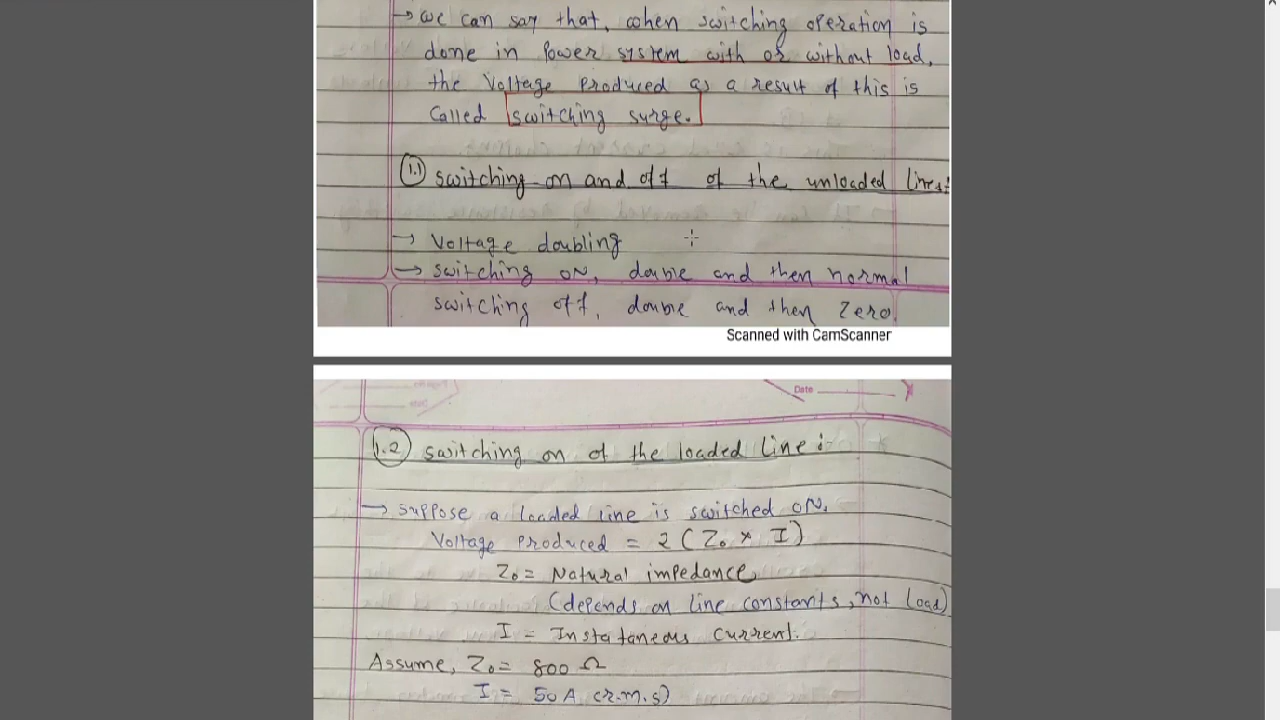 → we can say that, when switching operation is
done in power system with or without load,
the Voltage Produced as a result of this is
Called switching surge.
1.1 switching on and off of the unloaded lines:
→ Voltage doubling
→ switching ON, double and then normal
switching off, double and then Zero.
Scanned with CamScanner
Date
1.2 switching on of the loaded line :-
→ Suppose a loaded line is switched ON.
Voltage Produced = 2 (Z₀ × I)
Z₀ = Natural impedance
(depends on line constants, not load)
I = Instataneous Current.
Assume, Z₀ = 800 Ω
I = 50 A (r.m.s)